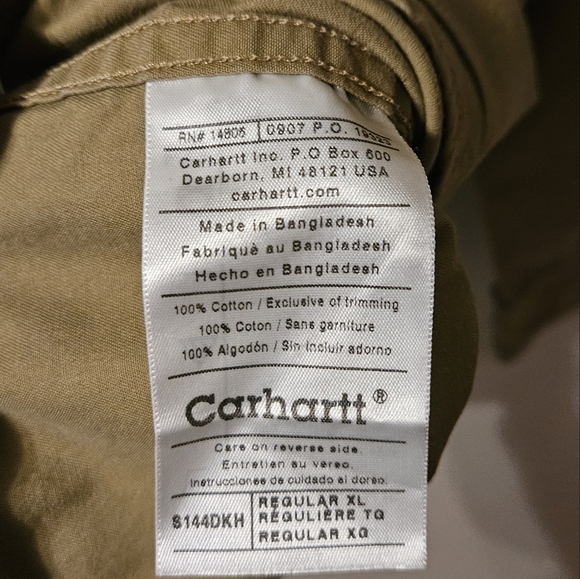 RN# 14806 0907 P.O.
Carhartt Inc. P.O Box 600
Dearborn, MI 48121 USA
carhartt.com
Made in Bangladesh
Fabriquè au Bangladesh
Hecho en Bangladesh
100% Cotton / Exclusive of trimming
100% Coton / Sans garniture
100% Algodón / Sin incluir adorno
Carhartt®
Care on reverse side.
Entretien au verso.
Instrucciones de cuidado al dorso.
S144DKH
REGULAR XL
RÉGULIÈRE TG
REGULAR XG